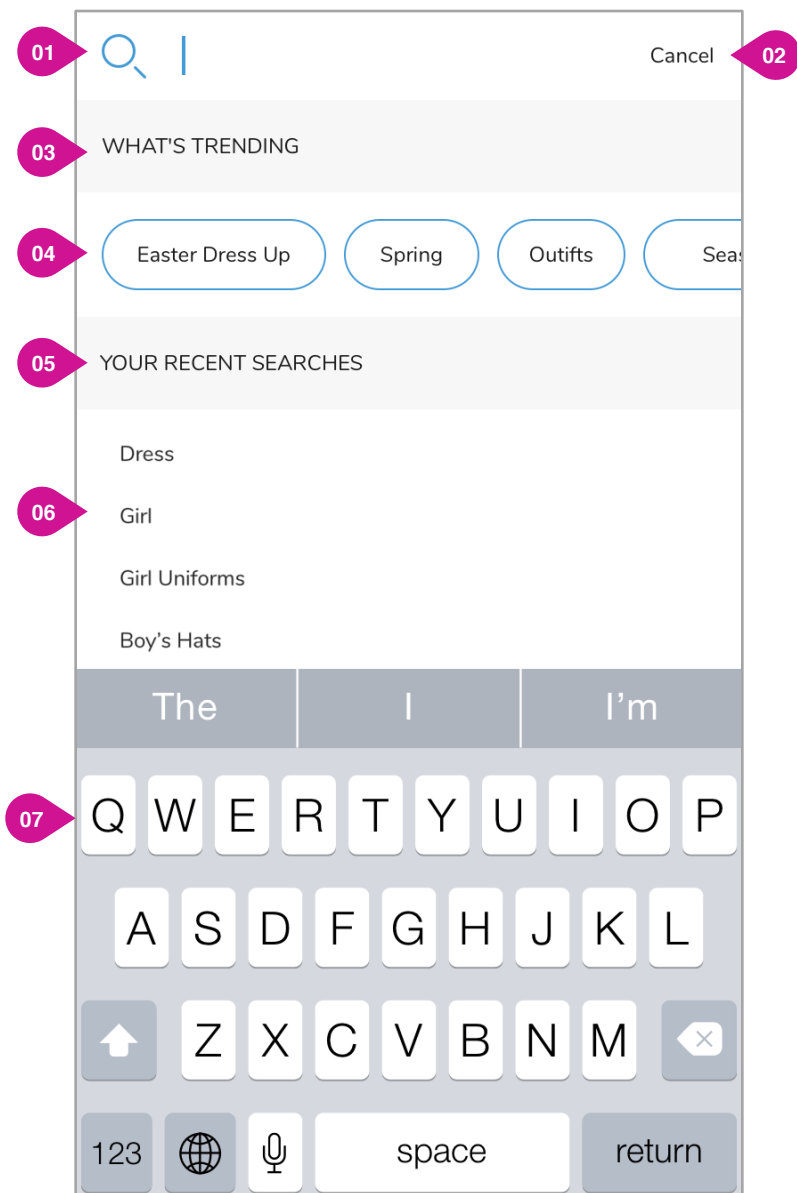 01 Cancel 02
03 WHAT'S TRENDING
04 Easter Dress Up Spring Outifts Seas
05 YOUR RECENT SEARCHES
Dress
06 Girl
Girl Uniforms
Boy’s Hats
The I I’m
07 Q W E R T Y U I O P
A S D F G H J K L
Z X C V B N M
123 space return